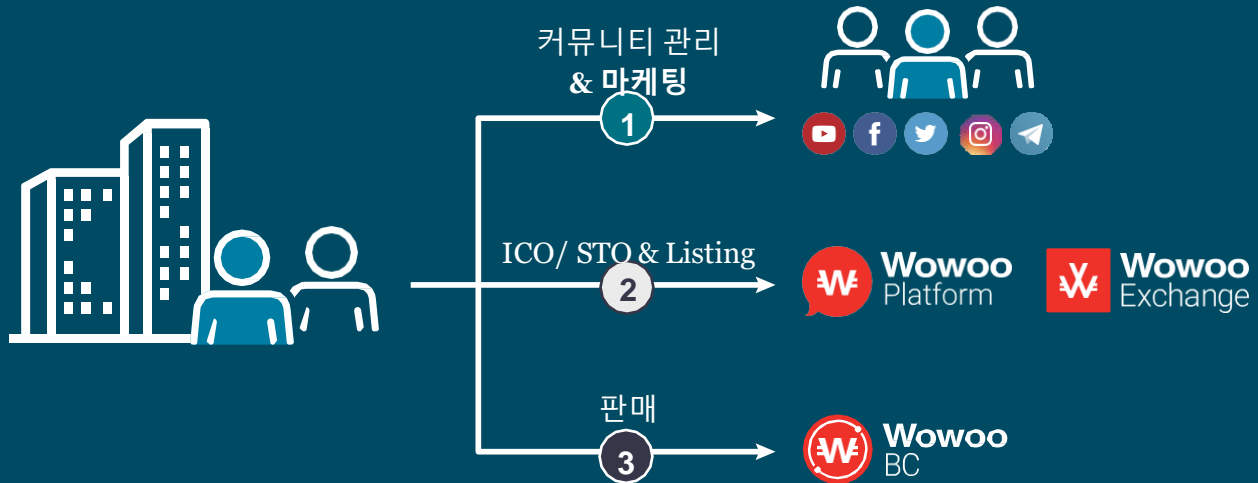 커뮤니티 관리
& 마케팅
1
f
ICO/ STO & Listing
2
Wowoo
Platform
Wowoo
Exchange
판매
3
Wowoo
BC